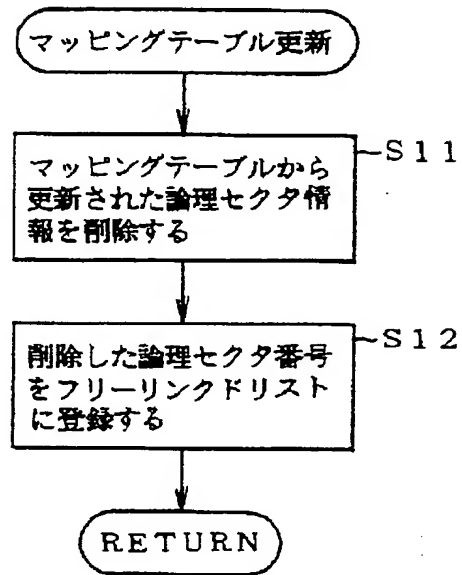 マッピングテーブル更新
マッピングテーブルから
更新された論理セクタ情
報を削除する
S11
削除した論理セクタ番号
をフリーリンクドリスト
に登録する
S12
RETURN